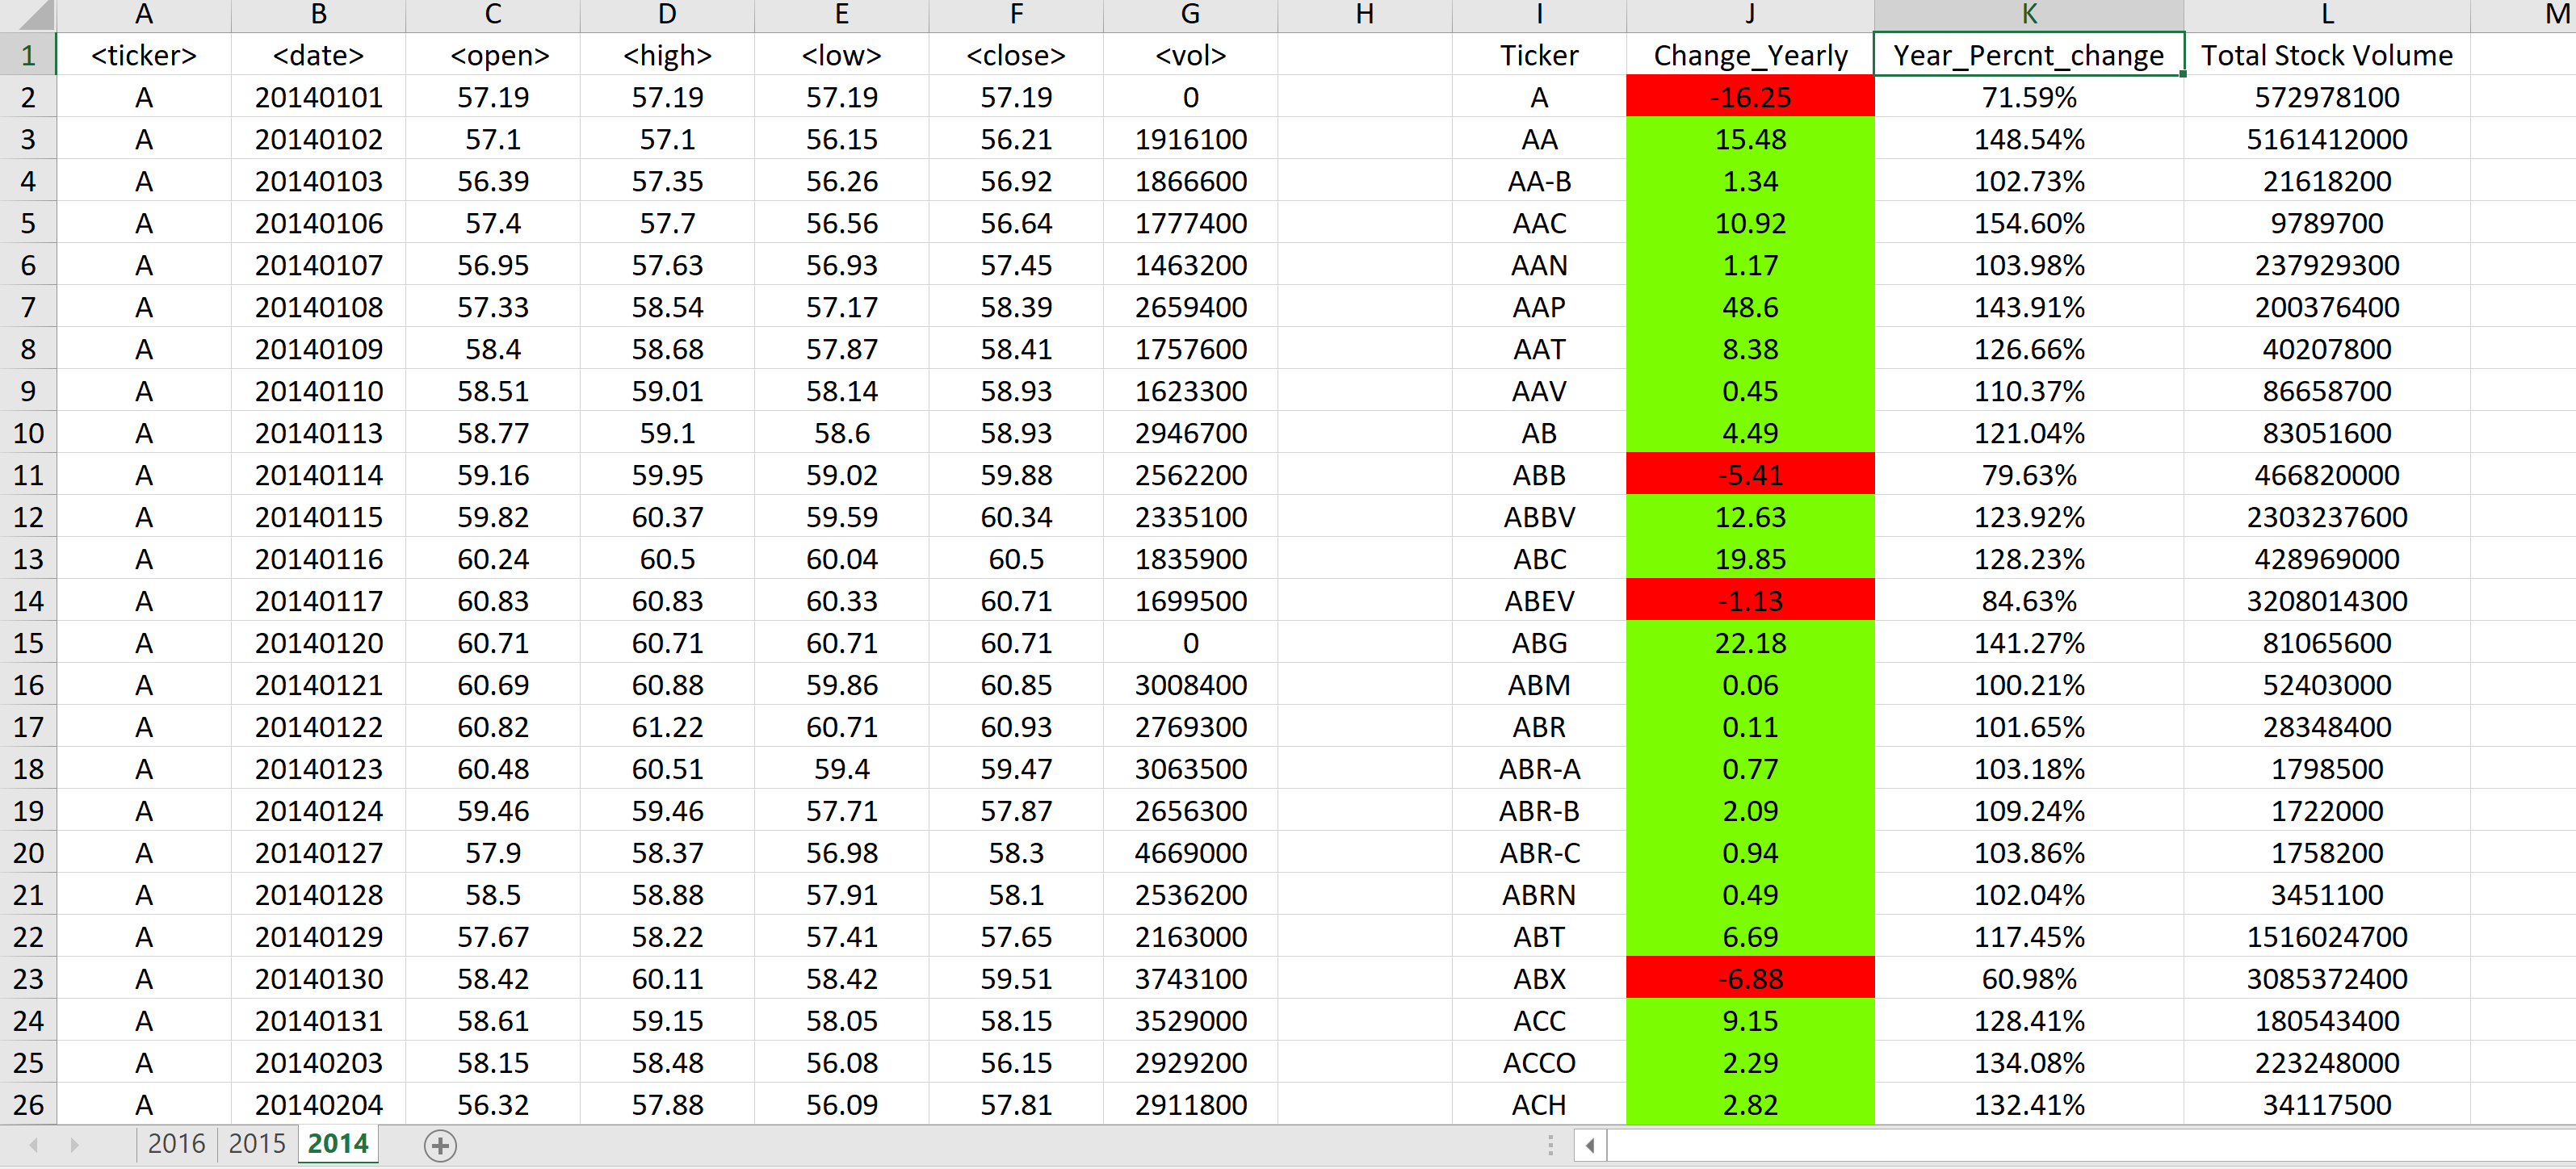 A B C D E F G H I J K L M
1 <ticker> <date> <open> <high> <low> <close> <vol> Ticker Change_Yearly Year_Percnt_change Total Stock Volume
2 A 20140101 57.19 57.19 57.19 57.19 0 A -16.25 71.59% 572978100
3 A 20140102 57.1 57.1 56.15 56.21 1916100 AA 15.48 148.54% 5161412000
4 A 20140103 56.39 57.35 56.26 56.92 1866600 AA-B 1.34 102.73% 21618200
5 A 20140106 57.4 57.7 56.56 56.64 1777400 AAC 10.92 154.60% 9789700
6 A 20140107 56.95 57.63 56.93 57.45 1463200 AAN 1.17 103.98% 237929300
7 A 20140108 57.33 58.54 57.17 58.39 2659400 AAP 48.6 143.91% 200376400
8 A 20140109 58.4 58.68 57.87 58.41 1757600 AAT 8.38 126.66% 40207800
9 A 20140110 58.51 59.01 58.14 58.93 1623300 AAV 0.45 110.37% 86658700
10 A 20140113 58.77 59.1 58.6 58.93 2946700 AB 4.49 121.04% 83051600
11 A 20140114 59.16 59.95 59.02 59.88 2562200 ABB -5.41 79.63% 466820000
12 A 20140115 59.82 60.37 59.59 60.34 2335100 ABBV 12.63 123.92% 2303237600
13 A 20140116 60.24 60.5 60.04 60.5 1835900 ABC 19.85 128.23% 428969000
14 A 20140117 60.83 60.83 60.33 60.71 1699500 ABEV -1.13 84.63% 3208014300
15 A 20140120 60.71 60.71 60.71 60.71 0 ABG 22.18 141.27% 81065600
16 A 20140121 60.69 60.88 59.86 60.85 3008400 ABM 0.06 100.21% 52403000
17 A 20140122 60.82 61.22 60.71 60.93 2769300 ABR 0.11 101.65% 28348400
18 A 20140123 60.48 60.51 59.4 59.47 3063500 ABR-A 0.77 103.18% 1798500
19 A 20140124 59.46 59.46 57.71 57.87 2656300 ABR-B 2.09 109.24% 1722000
20 A 20140127 57.9 58.37 56.98 58.3 4669000 ABR-C 0.94 103.86% 1758200
21 A 20140128 58.5 58.88 57.91 58.1 2536200 ABRN 0.49 102.04% 3451100
22 A 20140129 57.67 58.22 57.41 57.65 2163000 ABT 6.69 117.45% 1516024700
23 A 20140130 58.42 60.11 58.42 59.51 3743100 ABX -6.88 60.98% 3085372400
24 A 20140131 58.61 59.15 58.05 58.15 3529000 ACC 9.15 128.41% 180543400
25 A 20140203 58.15 58.48 56.08 56.15 2929200 ACCO 2.29 134.08% 223248000
26 A 20140204 56.32 57.88 56.09 57.81 2911800 ACH 2.82 132.41% 34117500
2016 2015 2014